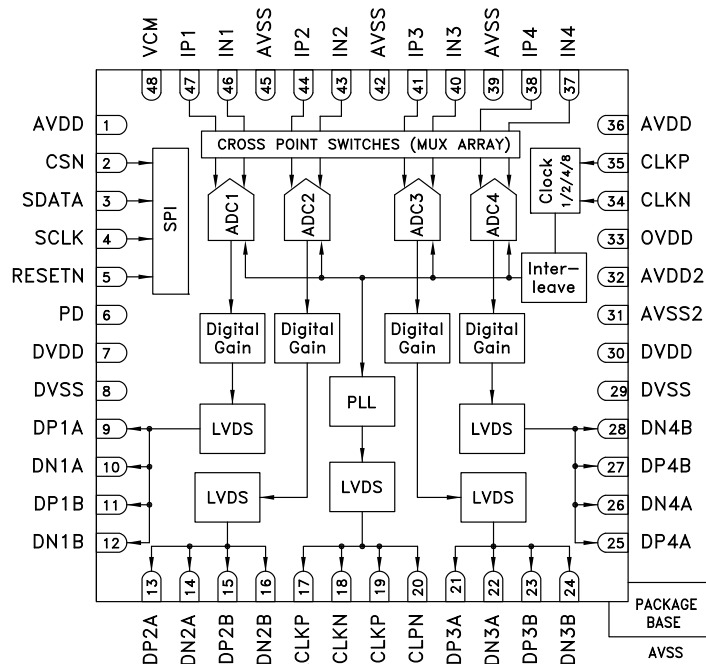 VCM IP1 IN1 AVSS IP2 IN2 AVSS IP3 IN3 AVSS IP4 IN4
48 47 46 45 44 43 42 41 40 39 38 37
CROSS POINT SWITCHES (MUX ARRAY)
AVDD 1
CSN 2
SDATA 3
SCLK 4
RESETN 5
PD 6
DVDD 7
DVSS 8
DP1A 9
DN1A 10
DP1B 11
DN1B 12
SPI
ADC1
ADC2
ADC3
ADC4
Clock
1/2/4/8
Inter-
leave
Digital
Gain
Digital
Gain
Digital
Gain
Digital
Gain
PLL
LVDS
LVDS
LVDS
LVDS
LVDS
36 AVDD
35 CLKP
34 CLKN
33 OVDD
32 AVDD2
31 AVSS2
30 DVDD
29 DVSS
28 DN4B
27 DP4B
26 DN4A
25 DP4A
13 14 15 16 17 18 19 20 21 22 23 24
DP2A DN2A DP2B DN2B CLKP CLKN CLKP CLPN DP3A DN3A DP3B DN3B
PACKAGE
BASE
AVSS